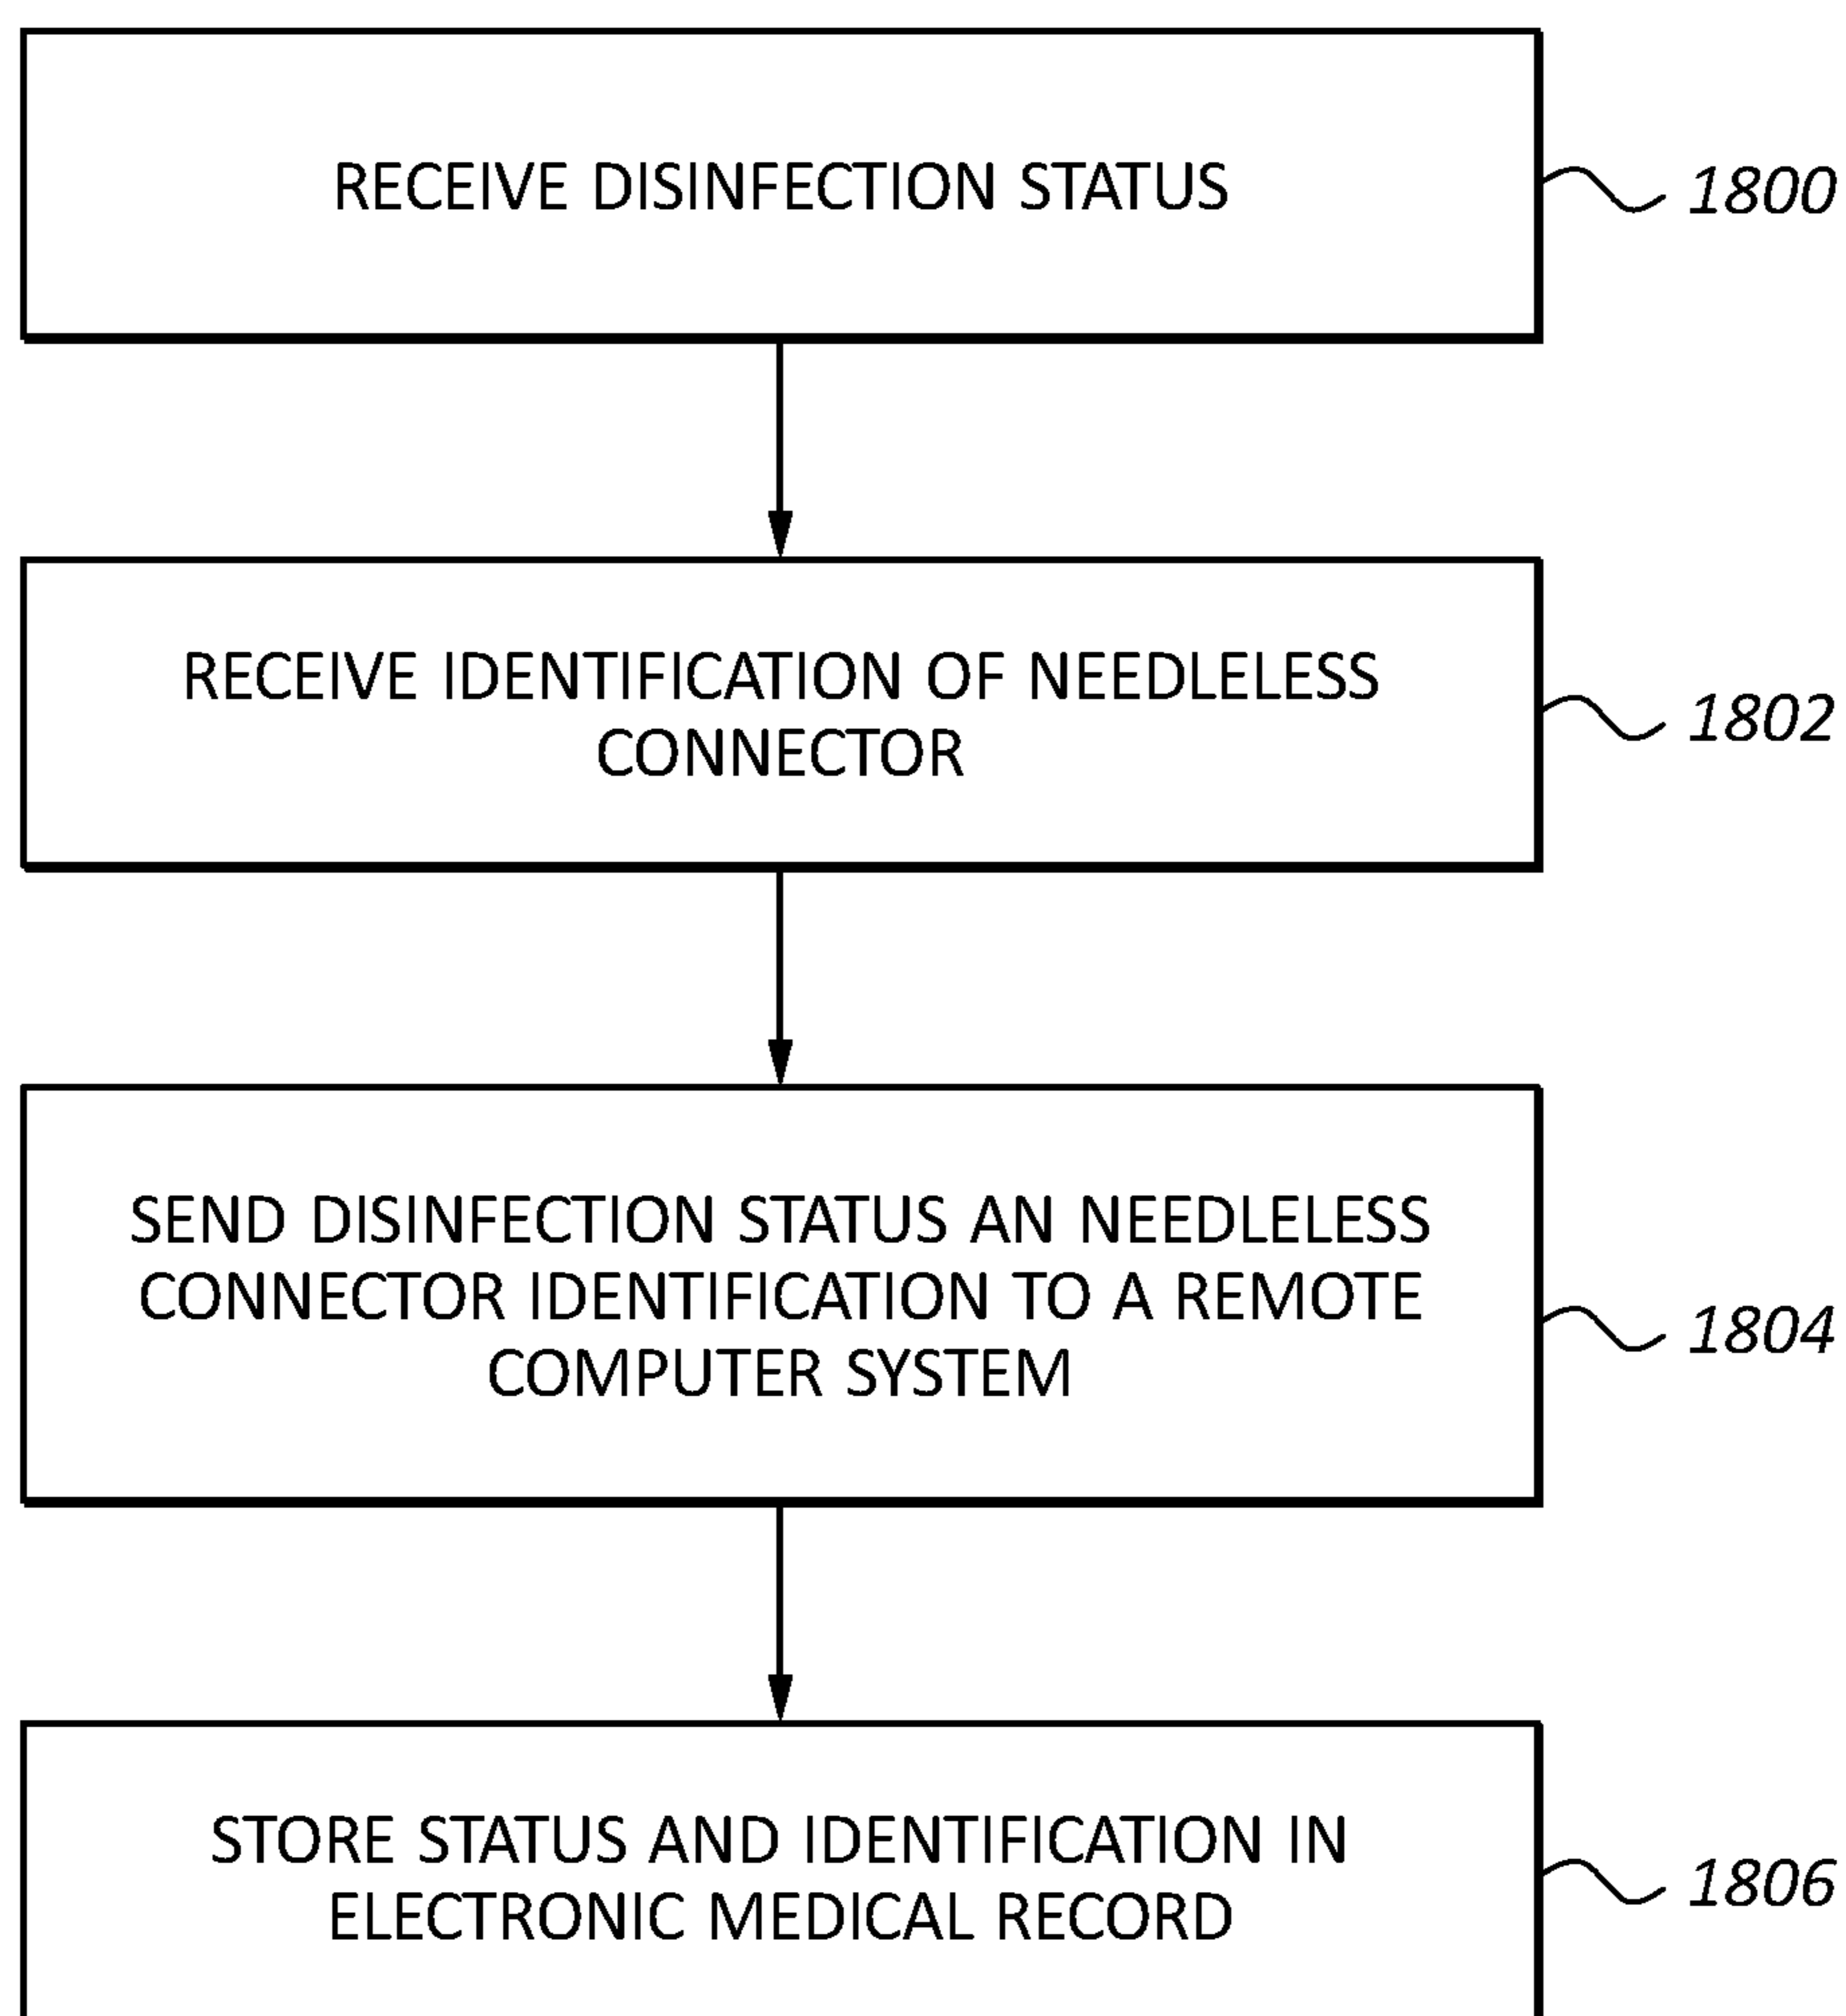 RECEIVE DISINFECTION STATUS
1800
RECEIVE IDENTIFICATION OF NEEDLELESS
CONNECTOR
1802
SEND DISINFECTION STATUS AN NEEDLELESS
CONNECTOR IDENTIFICATION TO A REMOTE
COMPUTER SYSTEM
1804
STORE STATUS AND IDENTIFICATION IN
ELECTRONIC MEDICAL RECORD
1806